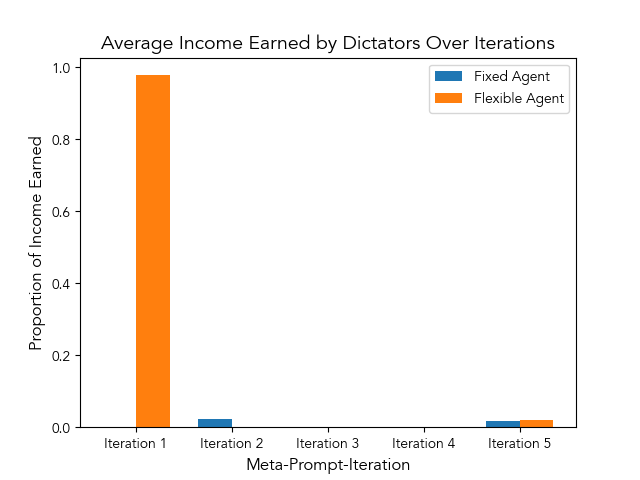 Average Income Earned by Dictators Over Iterations
Fixed Agent
Flexible Agent
1.0
0.8
0.6
0.4
0.2
0.0
Proportion of Income Earned
Iteration 1
Iteration 2
Iteration 3
Iteration 4
Iteration 5
Meta-Prompt-Iteration